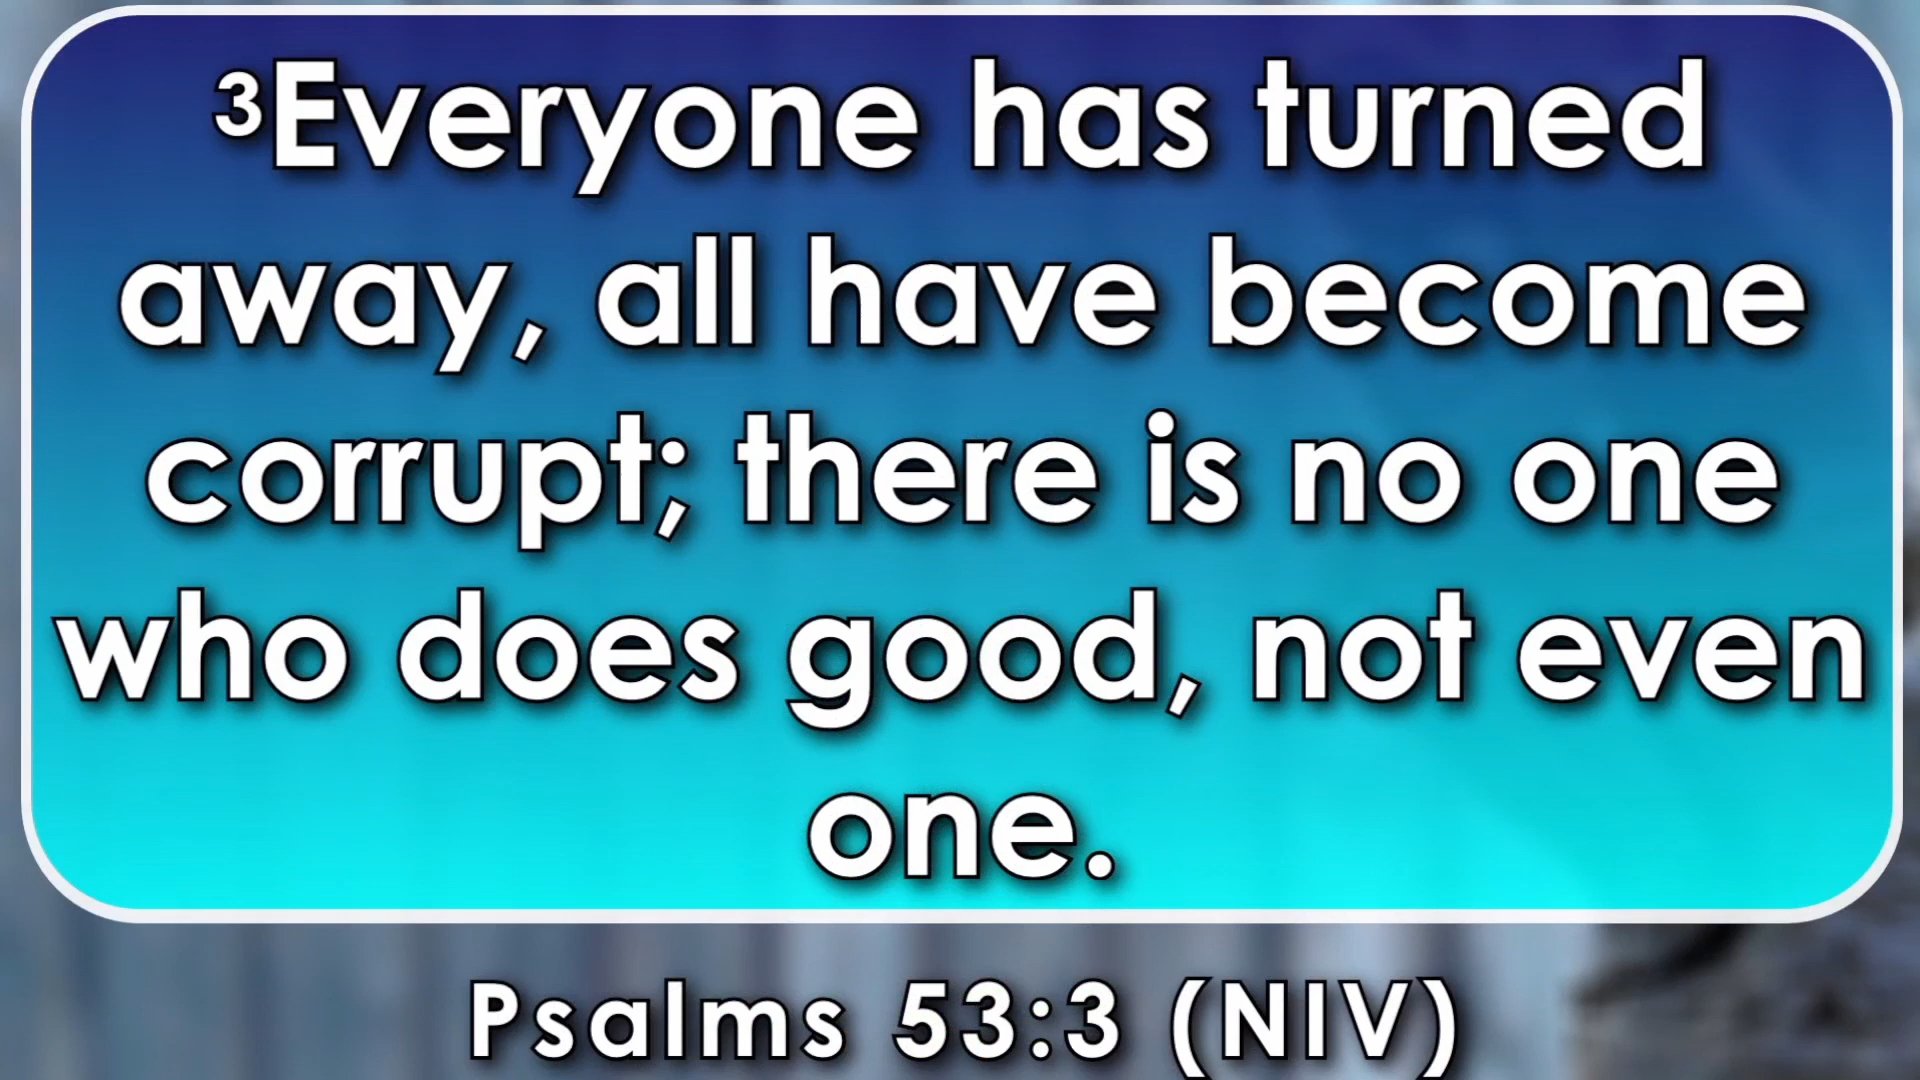 ³Everyone has turned
away, all have become
corrupt; there is no one
who does good, not even
one.
Psalms 53:3 (NIV)